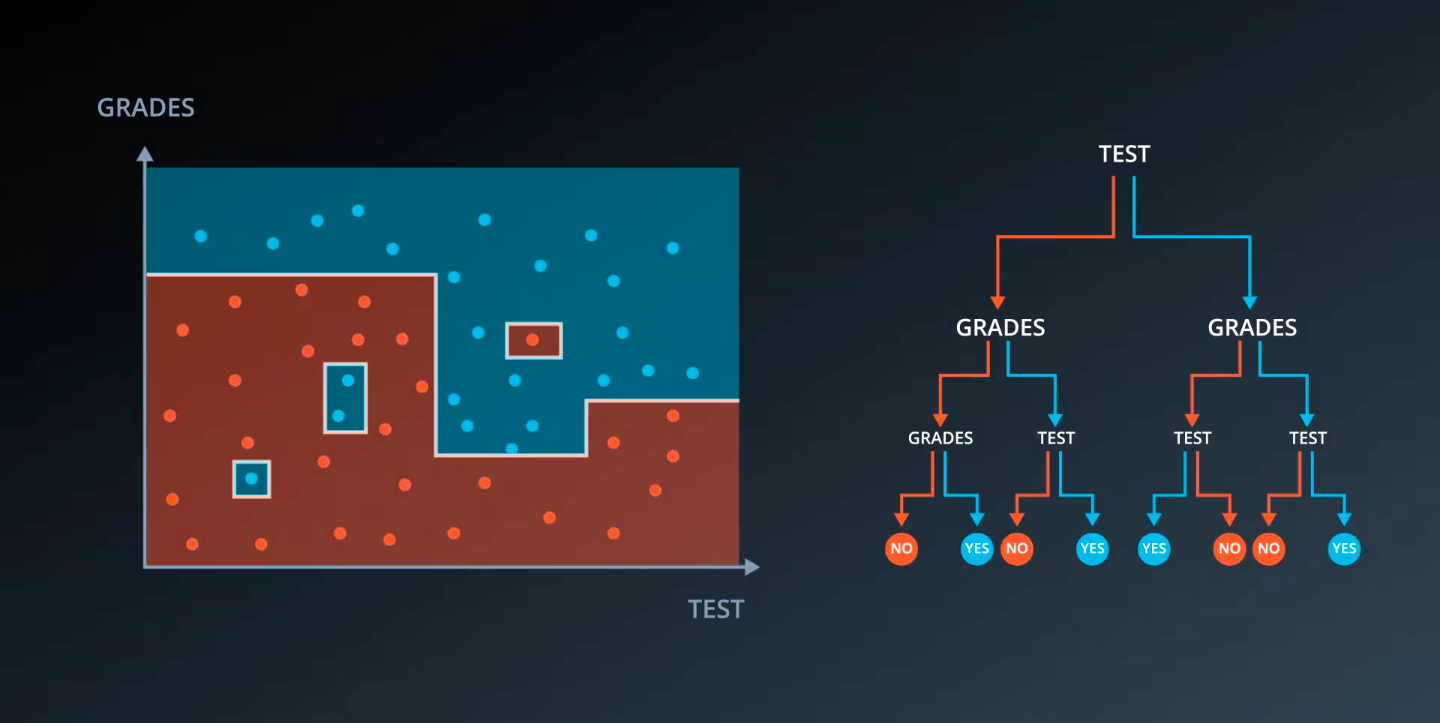 GRADES
TEST
TEST
GRADES GRADES
GRADES TEST TEST TEST
NO YES NO YES YES NO NO YES